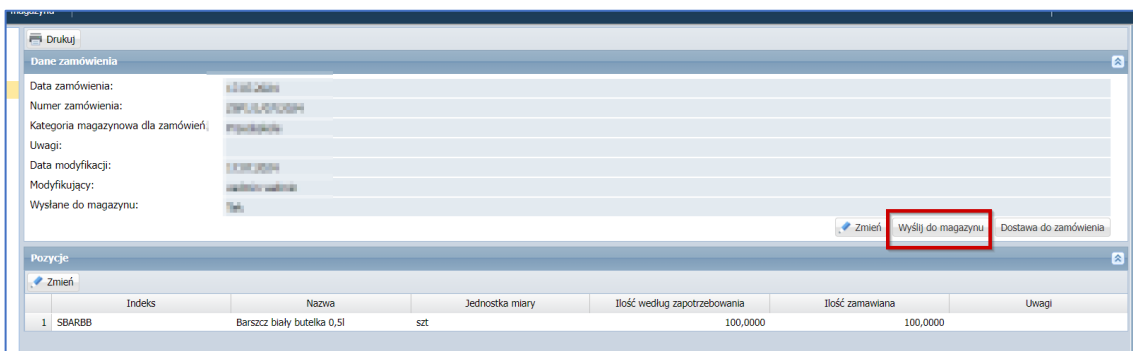 Drukuj
Dane zamówienia
Data zamówienia:
Numer zamówienia:
Kategoria magazynowa dla zamówień
Uwagi:
Data modyfikacji:
Modyfikujący:
Wysłane do magazynu:
Zmień Wyślij do magazynu Dostawa do zamówienia
Pozycje
Zmień
Indeks Nazwa Jednostka miary Ilość według zapotrzebowania Ilość zamawiana Uwagi
1 SBARBB Barszcz biały butelka 0,5l szt 100,0000 100,0000